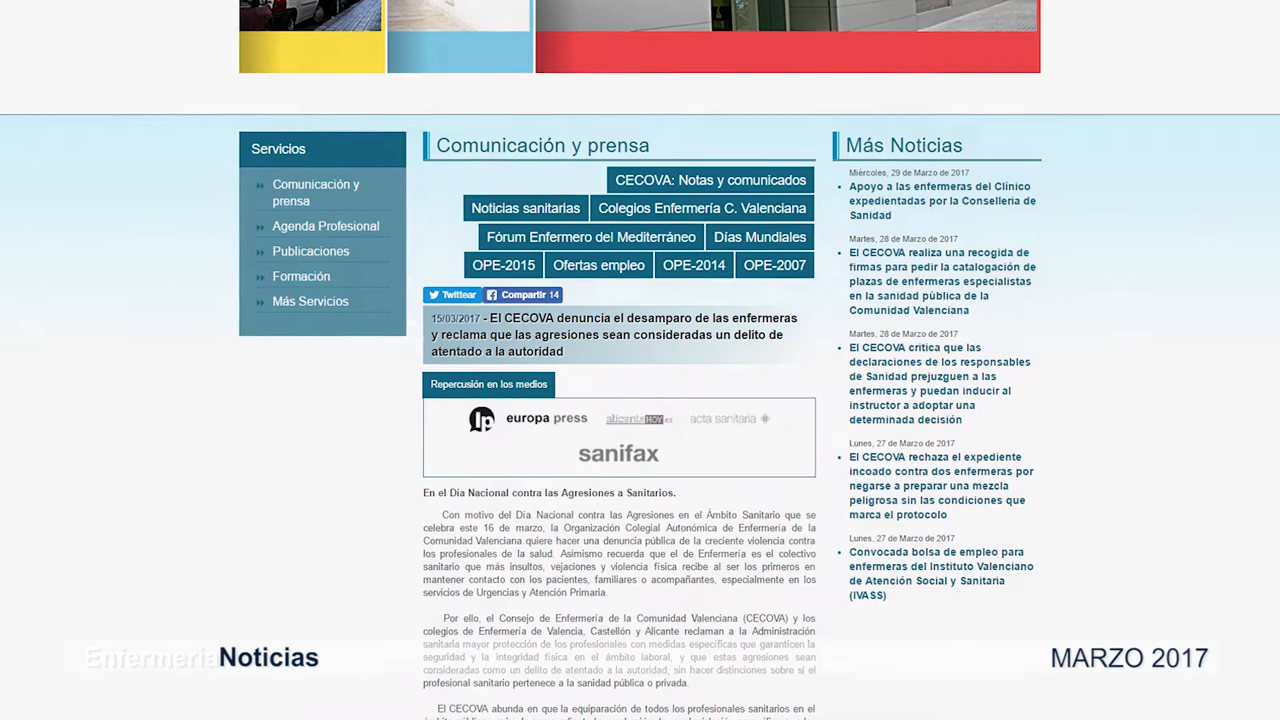 Servicios
Comunicación y
prensa
Agenda Profesional
Publicaciones
Formación
Más Servicios
Comunicación y prensa
CECOVA: Notas y comunicados
Noticias sanitarias
Colegios Enfermería C. Valenciana
Fórum Enfermero del Mediterráneo
Días Mundiales
OPE-2015
Ofertas empleo
OPE-2014
OPE-2007
Twittear
Compartir 14
15/03/2017 - El CECOVA denuncia el desamparo de las enfermeras
y reclama que las agresiones sean consideradas un delito de
atentado a la autoridad
Repercusión en los medios
lp
europa press
alicanteHOY.es
acta sanitaria
sanifax
En el Día Nacional contra las Agresiones a Sanitarios.
Con motivo del Día Nacional contra las Agresiones en el Ámbito Sanitario que se
celebra este 16 de marzo, la Organización Colegial Autonómica de Enfermería de la
Comunidad Valenciana quiere hacer una denuncia pública de la creciente violencia contra
los profesionales de la salud. Asimismo recuerda que el de Enfermería es el colectivo
sanitario que más insultos, vejaciones y violencia física recibe al ser los primeros en
mantener contacto con los pacientes, familiares o acompañantes, especialmente en los
servicios de Urgencias y Atención Primaria.
Por ello, el Consejo de Enfermería de la Comunidad Valenciana (CECOVA) y los
colegios de Enfermería de Valencia, Castellón y Alicante reclaman a la Administración
sanitaria mayor protección de los profesionales con medidas específicas que garanticen la
seguridad y la integridad física en el ámbito laboral, y que estas agresiones sean
consideradas como un delito de atentado a la autoridad, sin hacer distinciones sobre si el
profesional sanitario pertenece a la sanidad pública o privada.
El CECOVA abunda en que la equiparación de todos los profesionales sanitarios en el
Más Noticias
Miércoles, 29 de Marzo de 2017
Apoyo a las enfermeras del Clínico
expedientadas por la Conselleria de
Sanidad
Martes, 28 de Marzo de 2017
El CECOVA realiza una recogida de
firmas para pedir la catalogación de
plazas de enfermeras especialistas
en la sanidad pública de la
Comunidad Valenciana
Martes, 28 de Marzo de 2017
El CECOVA critica que las
declaraciones de los responsables
de Sanidad prejuzguen a las
enfermeras y puedan inducir al
instructor a adoptar una
determinada decisión
Lunes, 27 de Marzo de 2017
El CECOVA rechaza el expediente
incoado contra dos enfermeras por
negarse a preparar una mezcla
peligrosa sin las condiciones que
marca el protocolo
Lunes, 27 de Marzo de 2017
Convocada bolsa de empleo para
enfermeras del Instituto Valenciano
de Atención Social y Sanitaria
(IVASS)
EnfermeríaNoticias
MARZO 2017